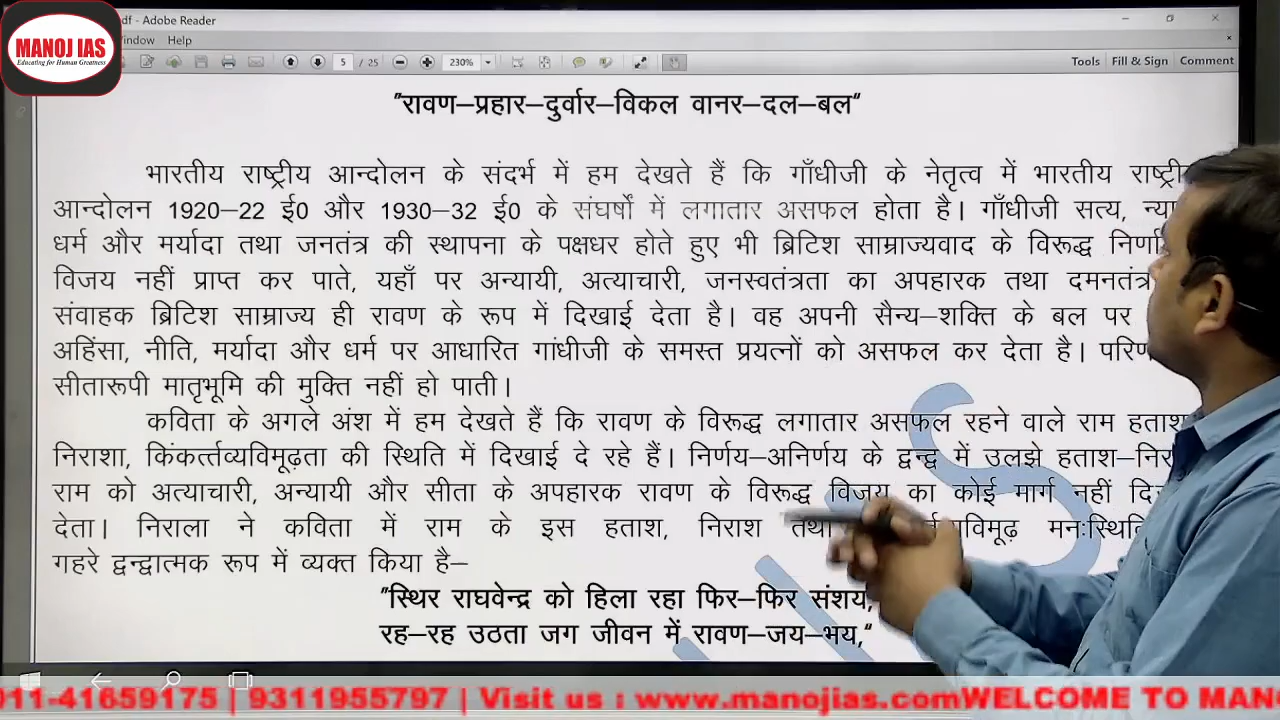 MANOJ IAS
Educating for Human Greatness
df - Adobe Reader
indow Help
5 / 25 230% Tools Fill & Sign Comment
"रावण–प्रहार–दुर्वार–विकल वानर–दल–बल"
भारतीय राष्ट्रीय आन्दोलन के संदर्भ में हम देखते हैं कि गाँधीजी के नेतृत्व में भारतीय राष्ट्रीय
आन्दोलन 1920–22 ई0 और 1930–32 ई0 के संघर्षों में लगातार असफल होता है। गाँधीजी सत्य,
धर्म और मर्यादा तथा जनतंत्र की स्थापना के पक्षधर होते हुए भी ब्रिटिश साम्राज्यवाद के विरूद्ध
विजय नहीं प्राप्त कर पाते, यहाँ पर अन्यायी, अत्याचारी, जनस्वतंत्रता का अपहारक तथा दमनतंत्र
संवाहक ब्रिटिश साम्राज्य ही रावण के रूप में दिखाई देता है। वह अपनी सैन्य–शक्ति के बल पर
अहिंसा, नीति, मर्यादा और धर्म पर आधारित गांधीजी के समस्त प्रयत्नों को असफल कर देता है।
सीतारूपी मातृभूमि की मुक्ति नहीं हो पाती।
कविता के अगले अंश में हम देखते हैं कि रावण के विरूद्ध लगातार असफल रहने वाले राम हताशा
निराशा, किंकर्त्तव्यविमूढ़ता की स्थिति में दिखाई दे रहे हैं। निर्णय–अनिर्णय के द्वन्द्व में उलझे
राम को अत्याचारी, अन्यायी और सीता के अपहारक रावण के विरूद्ध विजय का कोई मार्ग नहीं
देता। निराला ने कविता में राम के इस हताश, निराश तथा
गहरे द्वन्द्वात्मक रूप में व्यक्त किया है–
"स्थिर राघवेन्द्र को हिला रहा फिर–फिर संशय,
रह–रह उठता जग जीवन में रावण–जय–भय,"
011-41659175 | 9311955797 | Visit us : www.manojias.comWELCOME TO MAN